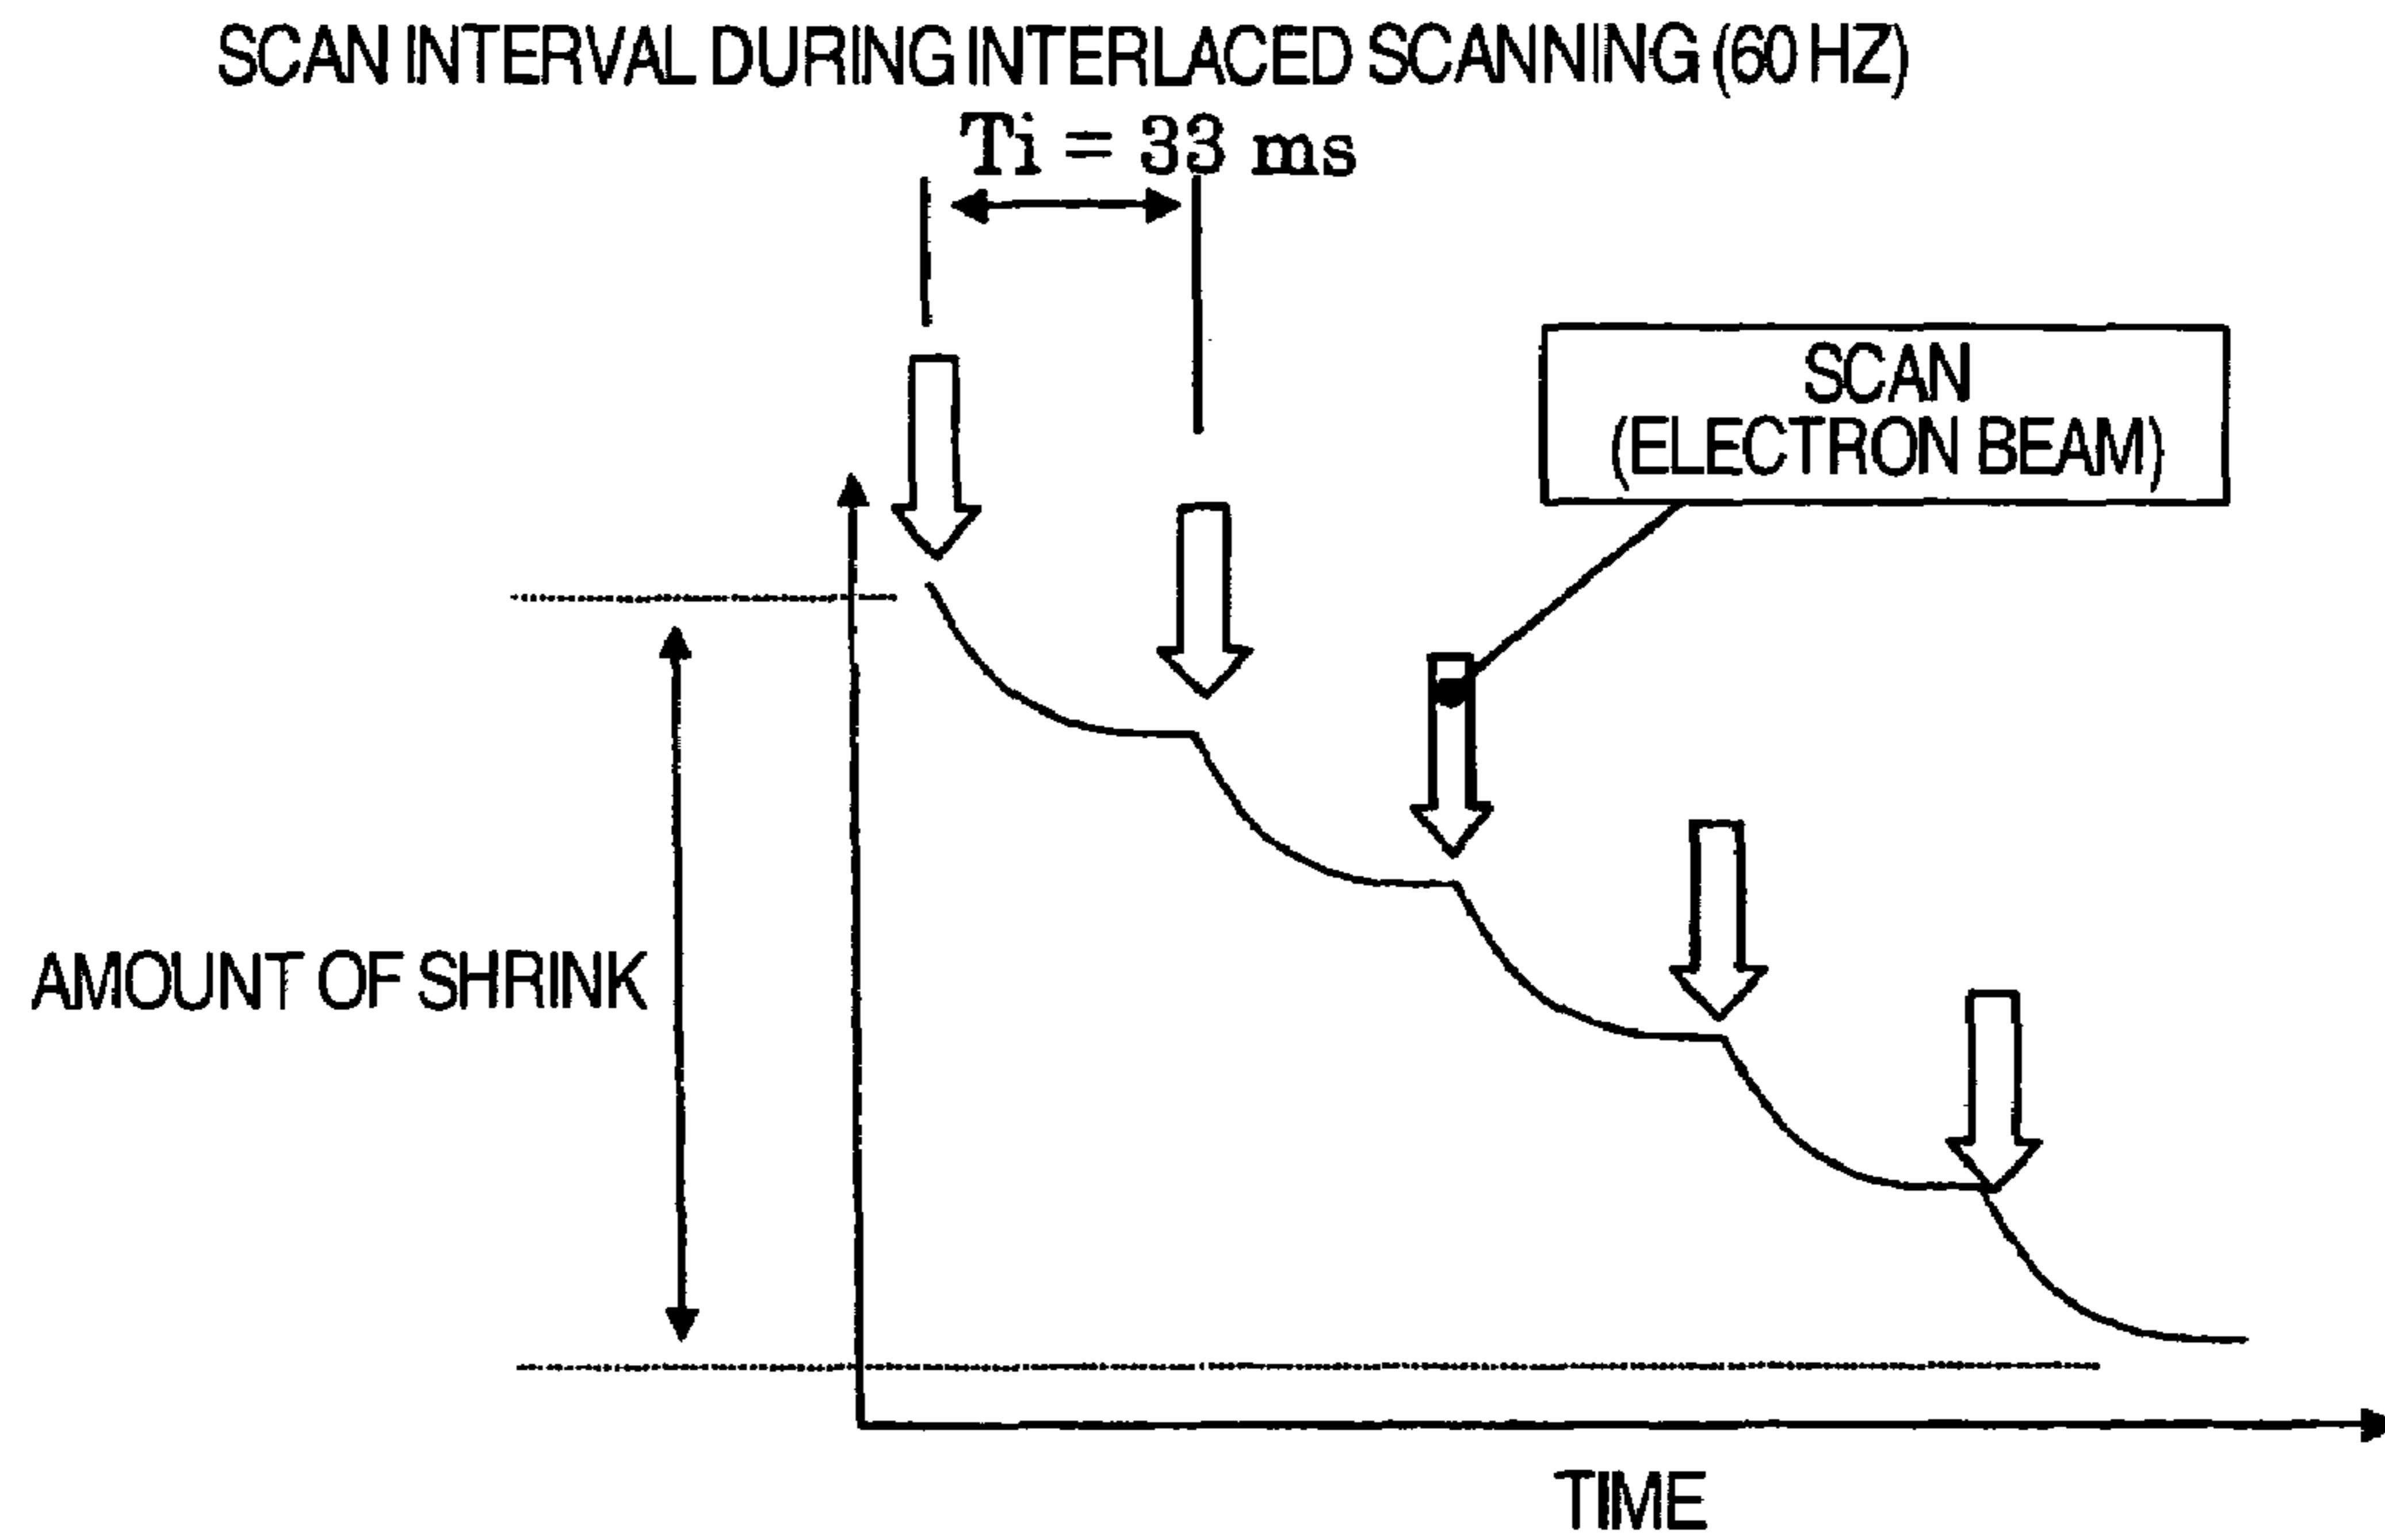 SCAN INTERVAL DURING INTERLACED SCANNING (60 HZ)
Ti = 33 ms
SCAN
(ELECTRON BEAM)
AMOUNT OF SHRINK
TIME